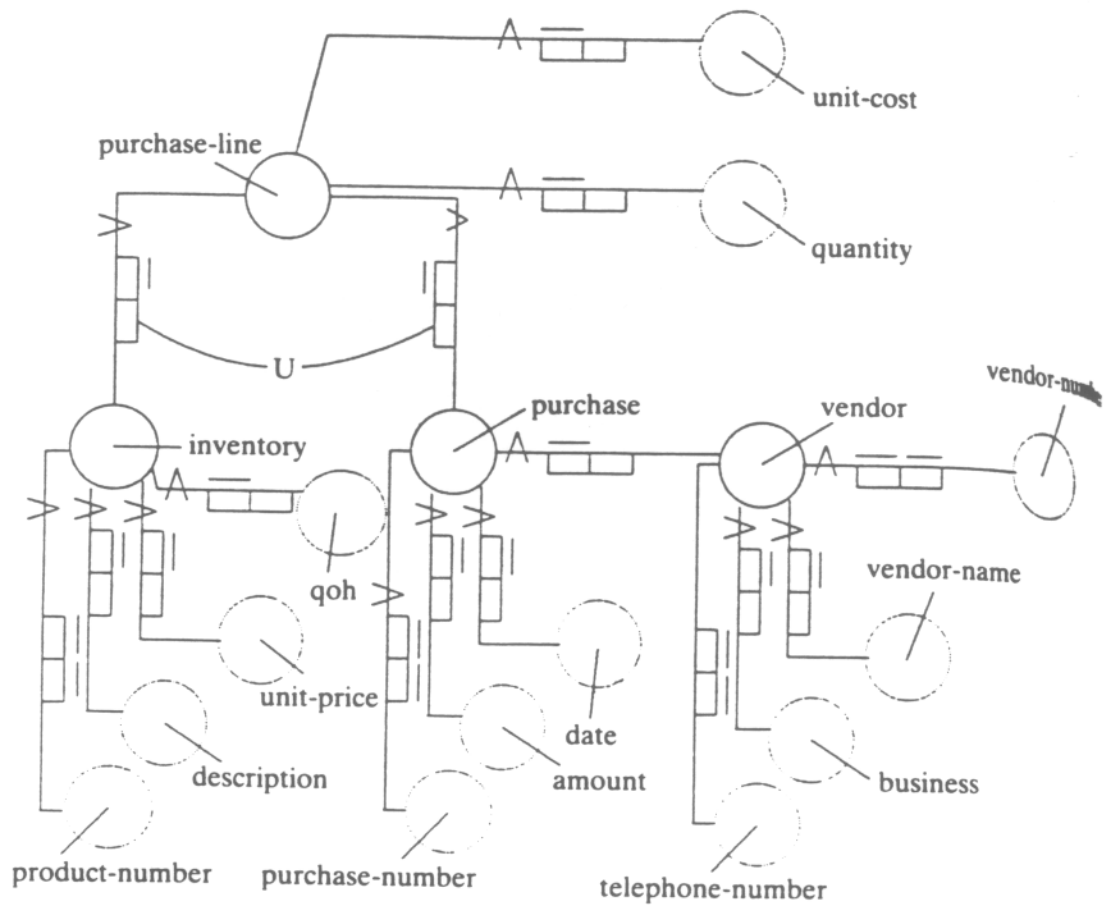 unit-cost
purchase-line
quantity
U
purchase
vendor
inventory
vendor-name
qoh
unit-price
date
description
amount
business
product-number
purchase-number
telephone-number